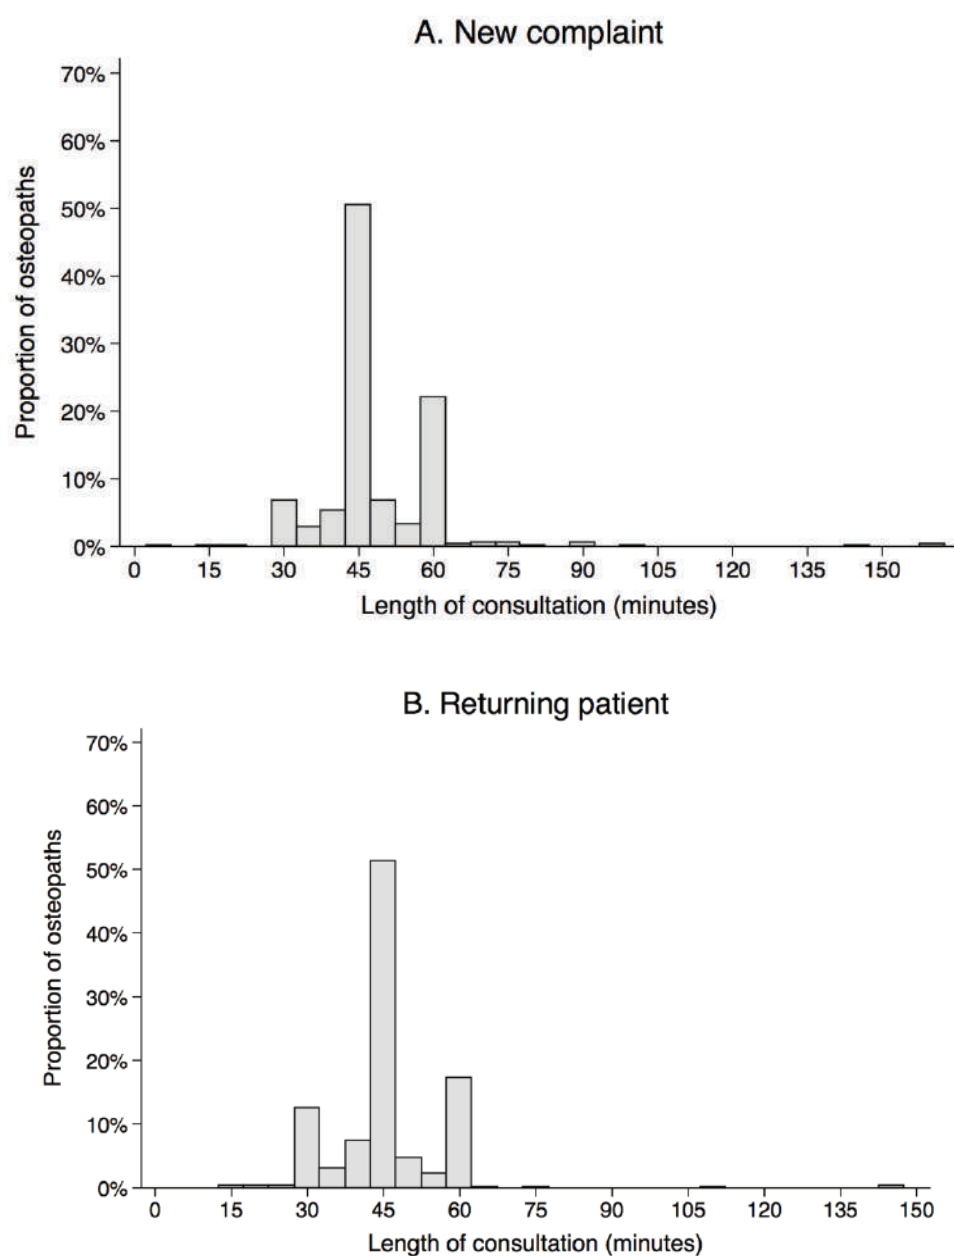 A. New complaint
70%
60%
50%
40%
30%
20%
10%
0%
Proportion of osteopaths
0 15 30 45 60 75 90 105 120 135 150
Length of consultation (minutes)
B. Returning patient
70%
60%
50%
40%
30%
20%
10%
0%
Proportion of osteopaths
0 15 30 45 60 75 90 105 120 135 150
Length of consultation (minutes)